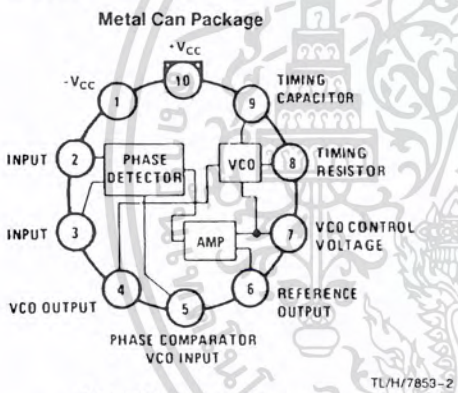 Metal Can Package
+VCC
10
-VCC
1
TIMING
CAPACITOR
9
INPUT
2
PHASE
DETECTOR
VCO
8
TIMING
RESISTOR
INPUT
3
AMP
7
VCO CONTROL
VOLTAGE
VCO OUTPUT
4
5
6
REFERENCE
OUTPUT
PHASE COMPARATOR
VCO INPUT
TL/H/7853-2